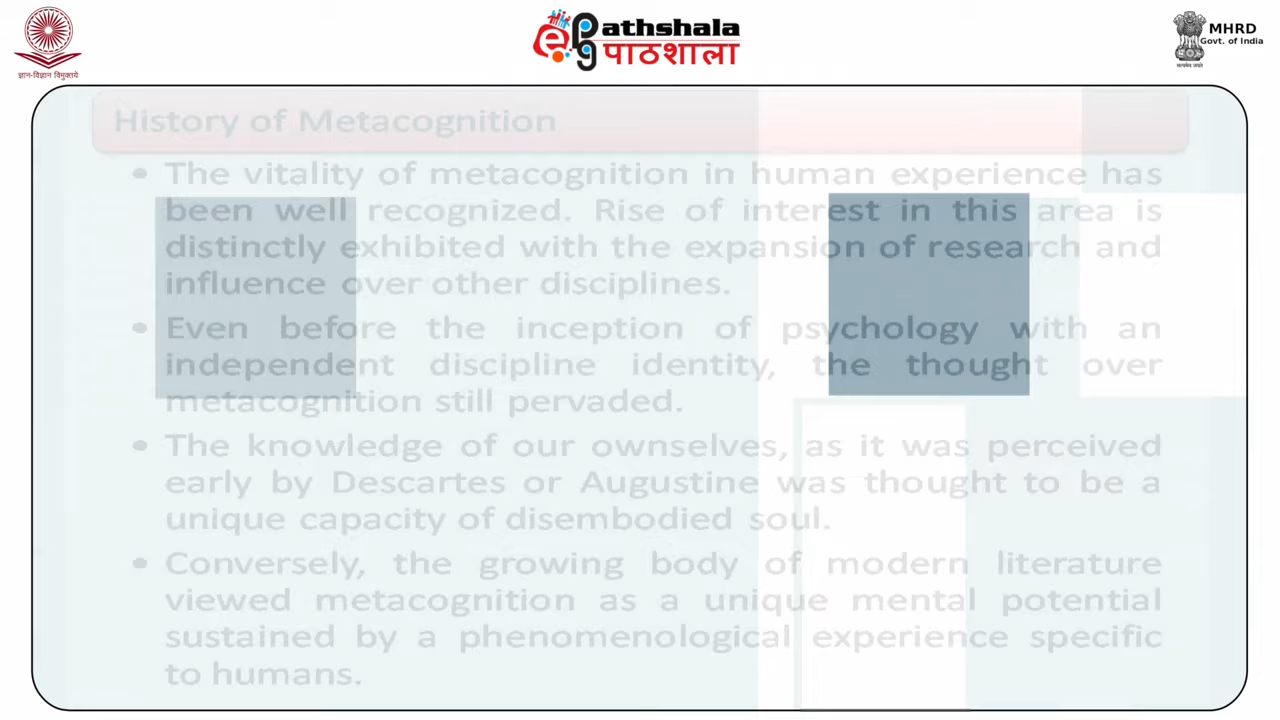 ज्ञान-विज्ञान विमुक्तये
epathshala
पाठशाला
MHRD
Govt. of India
सत्यमेव जयते
History of Metacognition
• The vitality of metacognition in human experience has
been well recognized. Rise of interest in this area is
distinctly exhibited with the expansion of research and
influence over other disciplines.
• Even before the inception of psychology with an
independent discipline identity, the thought over
metacognition still pervaded.
• The knowledge of our ownselves, as it was perceived
early by Descartes or Augustine was thought to be a
unique capacity of disembodied soul.
• Conversely, the growing body of modern literature
viewed metacognition as a unique mental potential
sustained by a phenomenological experience specific
to humans.